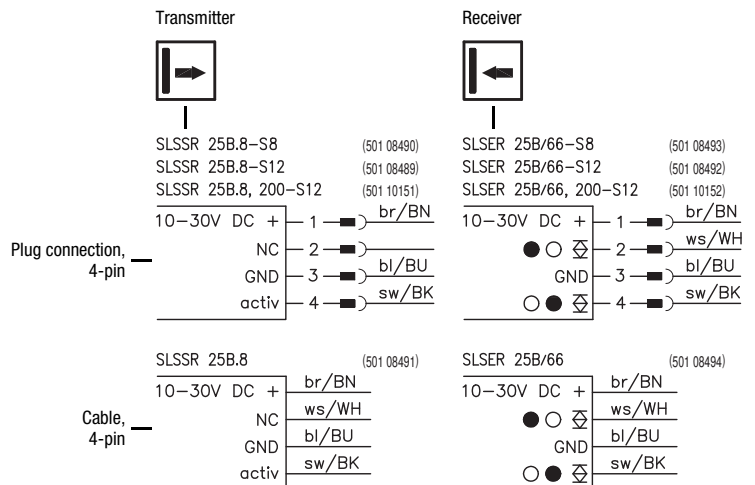 Transmitter
Receiver
SLSSR 25B.8-S8 (501 08490)
SLSSR 25B.8-S12 (501 08489)
SLSSR 25B.8, 200-S12 (501 10151)
SLSER 25B/66-S8 (501 08493)
SLSER 25B/66-S12 (501 08492)
SLSER 25B/66, 200-S12 (501 10152)
Plug connection,
4-pin
10-30V DC + 1 br/BN
NC 2
GND 3 bl/BU
activ 4 sw/BK
10-30V DC + 1 br/BN
2 ws/WH
GND 3 bl/BU
4 sw/BK
SLSSR 25B.8 (501 08491)
SLSER 25B/66 (501 08494)
Cable,
4-pin
10-30V DC + br/BN
NC ws/WH
GND bl/BU
activ sw/BK
10-30V DC + br/BN
ws/WH
GND bl/BU
sw/BK